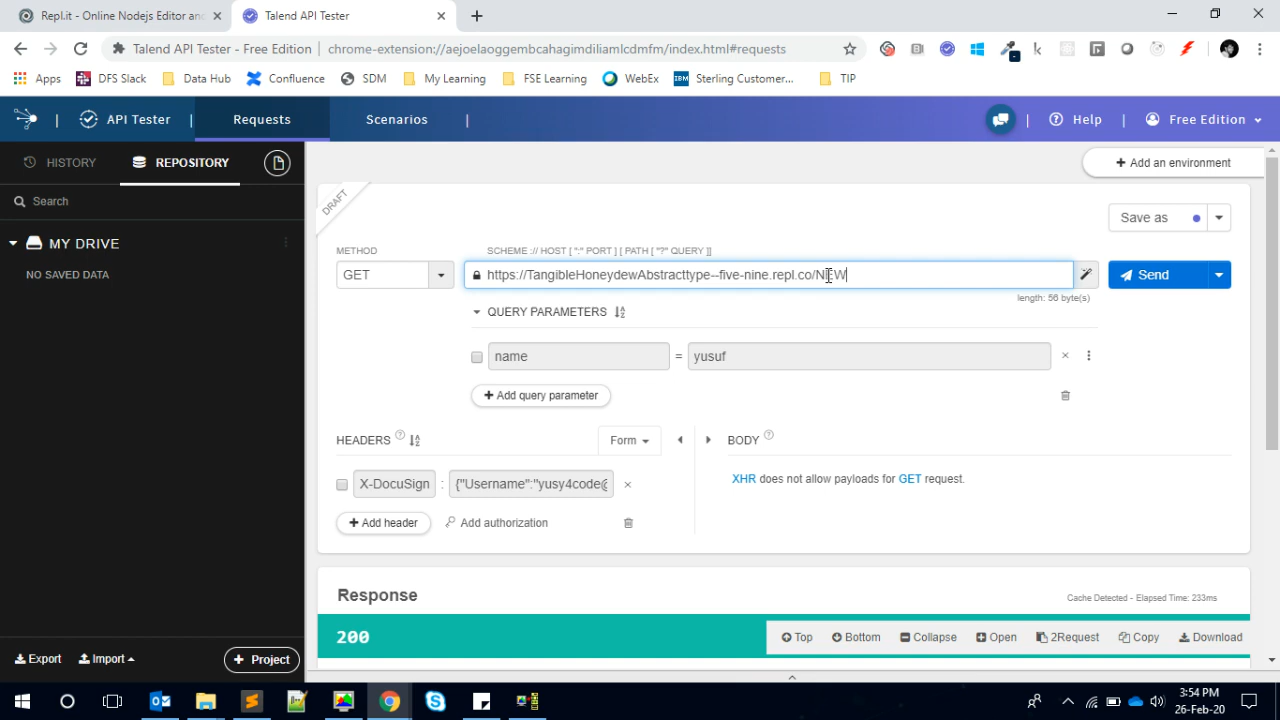 Repl.it - Online Nodejs Editor and
Talend API Tester
Talend API Tester - Free Edition | chrome-extension://aejoelaoggembcahagimdiliamlcdmfm/index.html#requests
Apps DFS Slack Data Hub Confluence SDM My Learning FSE Learning WebEx IBM Sterling Customer... TIP
API Tester | Requests Scenarios | Help | Free Edition
HISTORY REPOSITORY
Add an environment
Search
DRAFT
Save as
MY DRIVE
METHOD SCHEME :// HOST [ ":" PORT ] [ PATH [ "?" QUERY ]]
NO SAVED DATA
GET https://TangibleHoneydewAbstracttype--five-nine.repl.co/NEW Send
length: 56 byte(s)
QUERY PARAMETERS
name = yusuf
Add query parameter
HEADERS Form BODY
X-DocuSign : {"Username":"yusy4code@
XHR does not allow payloads for GET request.
Add header Add authorization
Response
Cache Detected - Elapsed Time: 233ms
200 Top Bottom Collapse Open 2Request Copy Download
Export Import + Project
3:54 PM
26-Feb-20